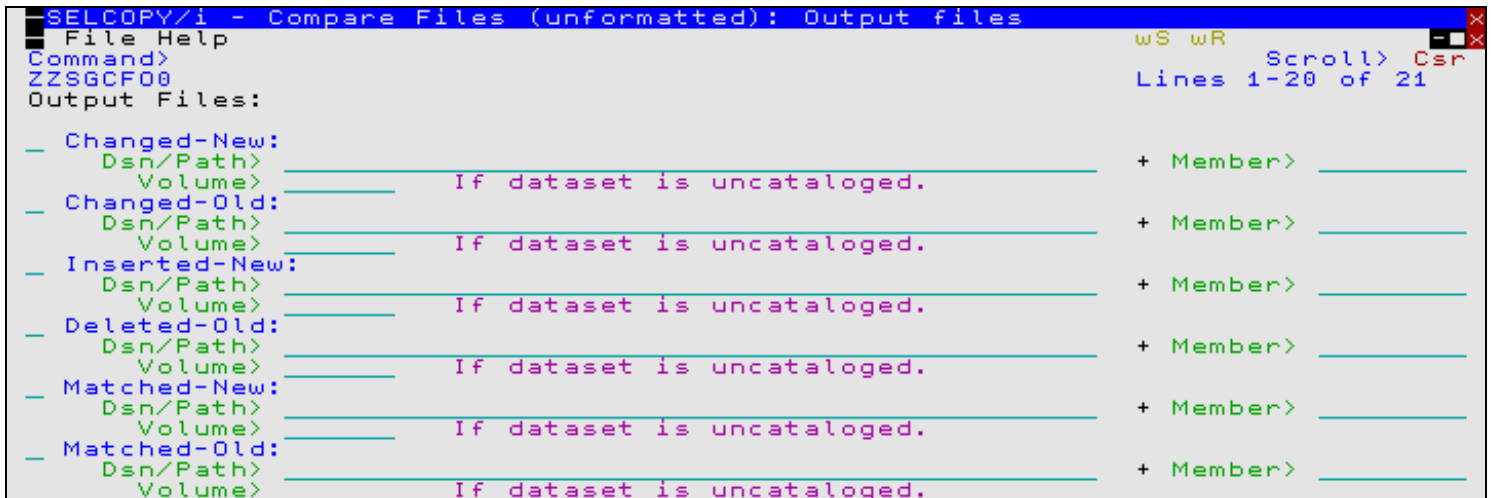 SELCOPY/i - Compare Files (unformatted): Output files
File Help wS wR
Command> Scroll> Csr
ZZSGCFO0 Lines 1-20 of 21
Output Files:
_ Changed-New:
Dsn/Path> + Member>
Volume> If dataset is uncataloged.
_ Changed-Old:
Dsn/Path> + Member>
Volume> If dataset is uncataloged.
_ Inserted-New:
Dsn/Path> + Member>
Volume> If dataset is uncataloged.
_ Deleted-Old:
Dsn/Path> + Member>
Volume> If dataset is uncataloged.
_ Matched-New:
Dsn/Path> + Member>
Volume> If dataset is uncataloged.
_ Matched-Old:
Dsn/Path> + Member>
Volume> If dataset is uncataloged.